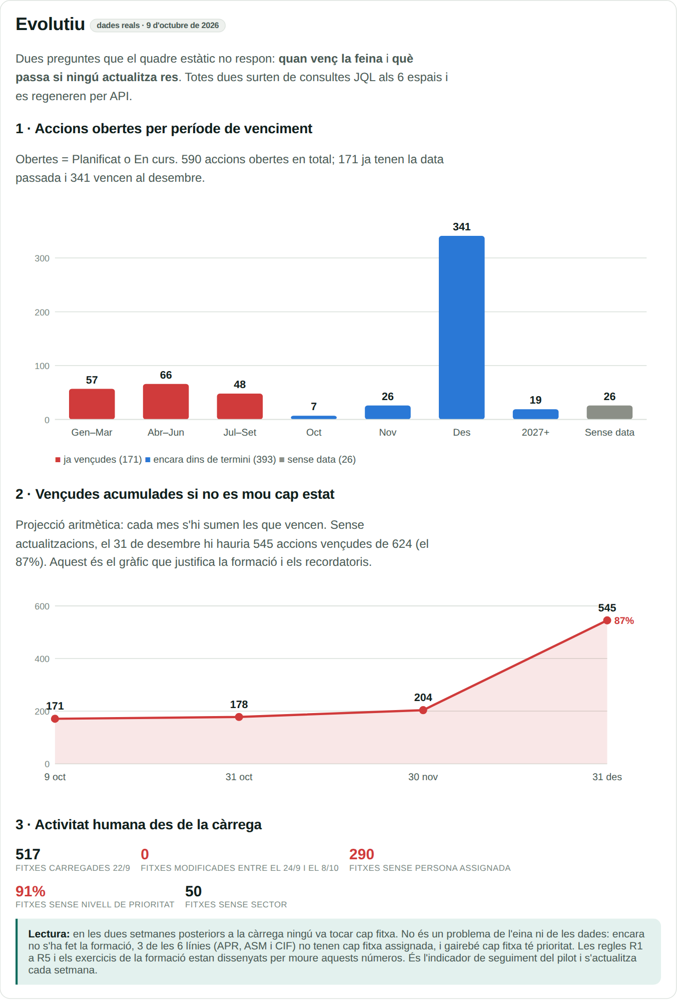 Evolutiu dades reals · 9 d'octubre de 2026
Dues preguntes que el quadre estàtic no respon: quan venç la feina i què
passa si ningú actualitza res. Totes dues surten de consultes JQL als 6 espais i
es regeneren per API.
1 · Accions obertes per període de venciment
Obertes = Planificat o En curs. 590 accions obertes en total; 171 ja tenen la data
passada i 341 vencen al desembre.
341
300
200
100
57
66
48
7
26
19
26
0
Gen–Mar Abr–Jun Jul–Set Oct Nov Des 2027+ Sense data
■ ja vençudes (171) ■ encara dins de termini (393) ■ sense data (26)
2 · Vençudes acumulades si no es mou cap estat
Projecció aritmètica: cada mes s'hi sumen les que vencen. Sense
actualitzacions, el 31 de desembre hi hauria 545 accions vençudes de 624 (el
87%). Aquest és el gràfic que justifica la formació i els recordatoris.
600
545
87%
400
204
178
171
200
0
9 oct 31 oct 30 nov 31 des
3 · Activitat humana des de la càrrega
517 0 290
FITXES CARREGADES 22/9 FITXES MODIFICADES ENTRE EL 24/9 I EL 8/10 FITXES SENSE PERSONA ASSIGNADA
91% 50
FITXES SENSE NIVELL DE PRIORITAT FITXES SENSE SECTOR
Lectura: en les dues setmanes posteriors a la càrrega ningú va tocar cap fitxa. No és un problema de l'eina ni de les dades: encara
no s'ha fet la formació, 3 de les 6 línies (APR, ASM i CIF) no tenen cap fitxa assignada, i gairebé cap fitxa té prioritat. Les regles R1
a R5 i els exercicis de la formació estan dissenyats per moure aquests números. És l'indicador de seguiment del pilot i s'actualitza
cada setmana.